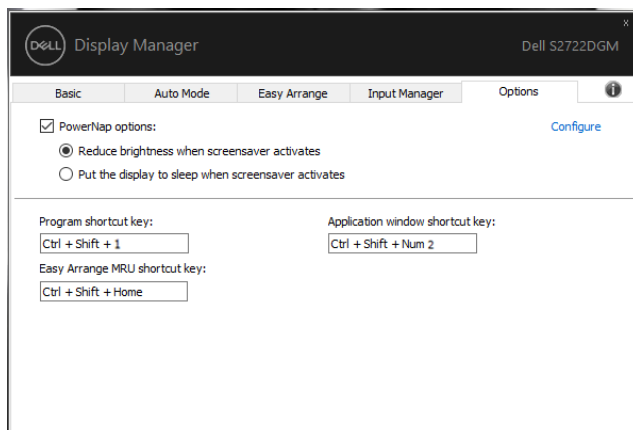 DELL Display Manager Dell S2722DGM
x
Basic Auto Mode Easy Arrange Input Manager Options i
PowerNap options: Configure
Reduce brightness when screensaver activates
Put the display to sleep when screensaver activates
Program shortcut key: Application window shortcut key:
Ctrl + Shift + 1 Ctrl + Shift + Num 2
Easy Arrange MRU shortcut key:
Ctrl + Shift + Home